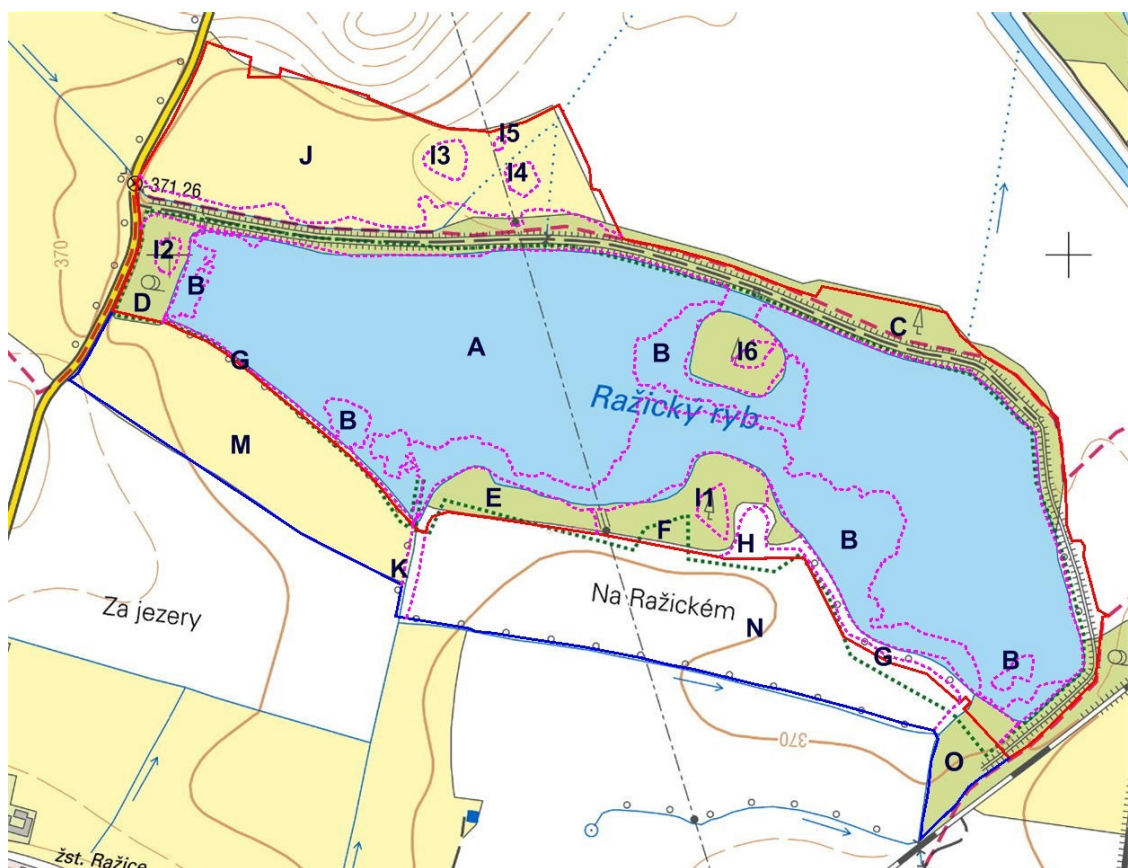 I5
J
I3
I4
371.26
370
I2
B
D
C
G
A
B
I6
Ražický ryb.
B
M
E
I1
F
H
B
K
Za jezery
Na Ražickém
N
G
B
370
O
žst. Ražice